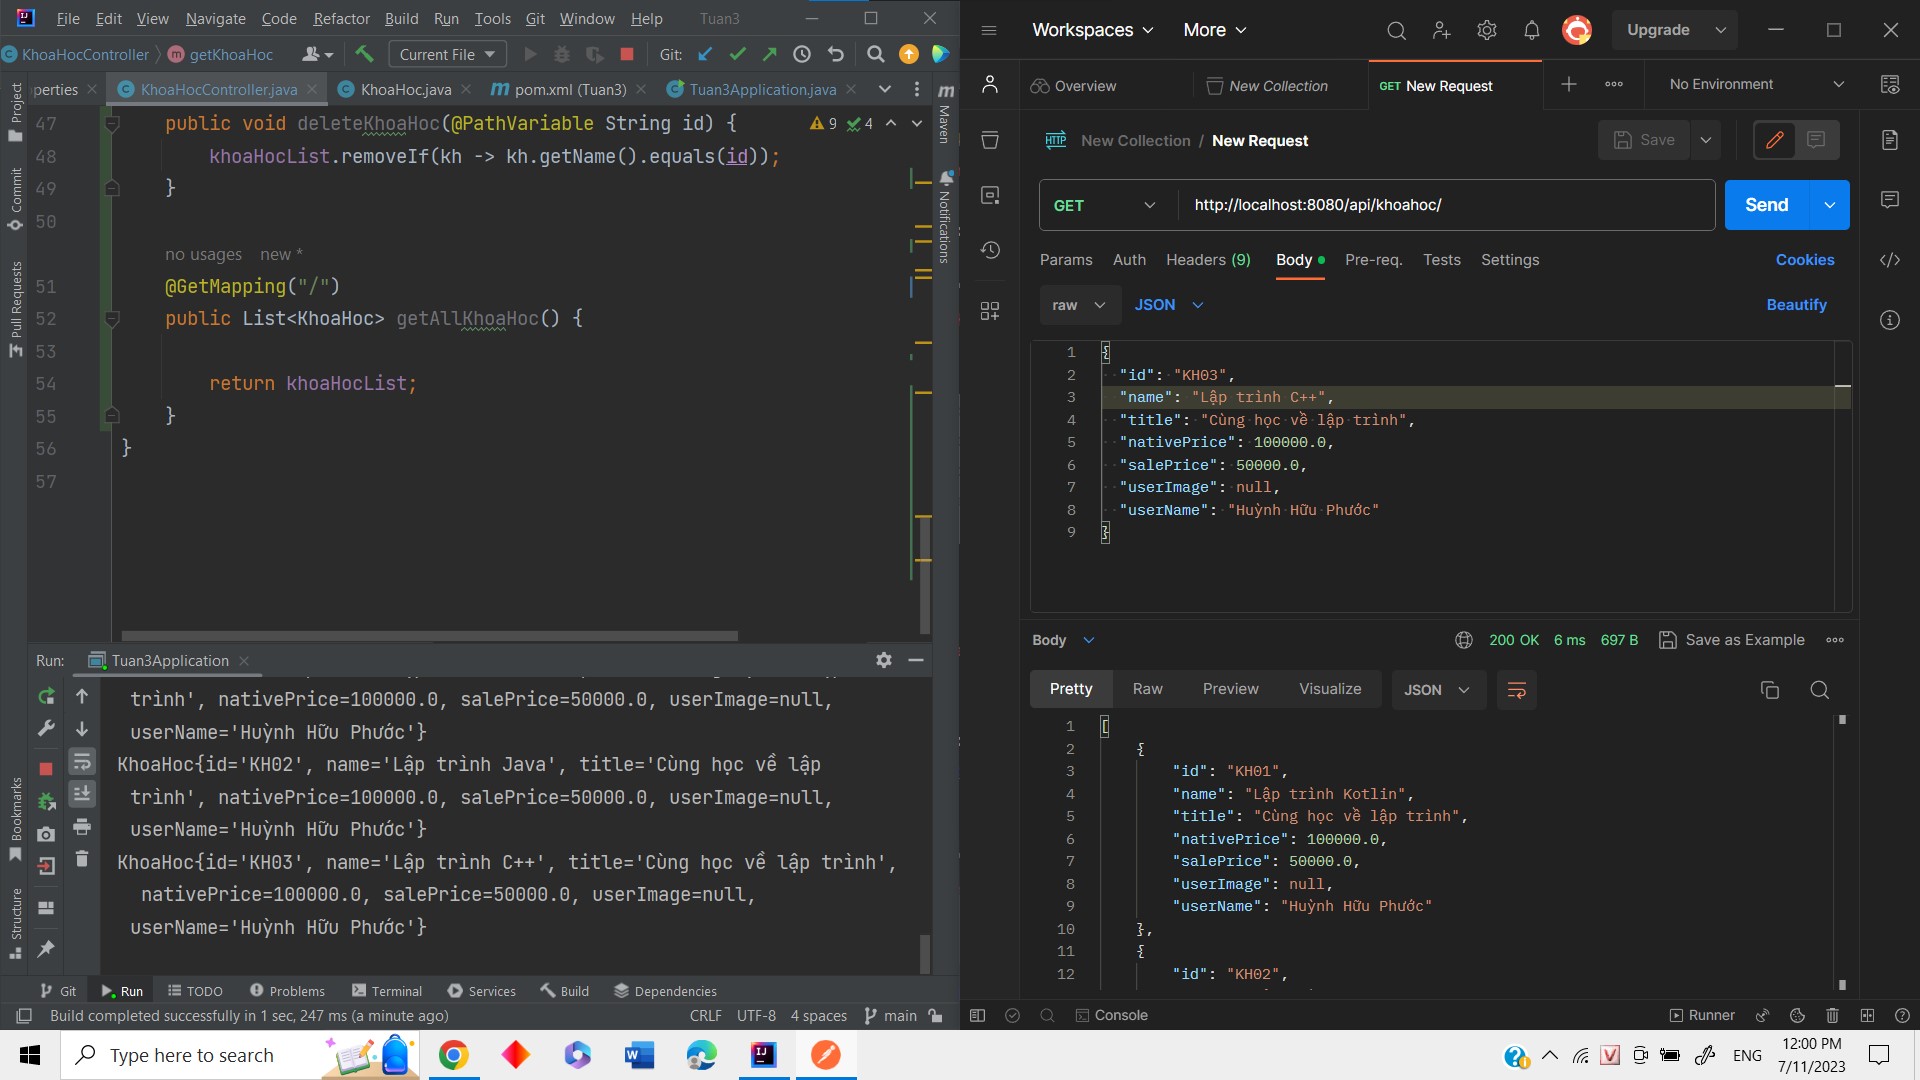 File Edit View Navigate Code Refactor Build Run Tools Git Window Help Tuan3
KhoaHocController getKhoaHoc Current File Git:
perties KhoaHocController.java KhoaHoc.java pom.xml (Tuan3) Tuan3Application.java
47 public void deleteKhoaHoc(@PathVariable String id) { 9 4
48 khoaHocList.removeIf(kh -> kh.getName().equals(id));
49 }
50
no usages new *
51 @GetMapping("/")
52 public List<KhoaHoc> getAllKhoaHoc() {
53
54 return khoaHocList;
55 }
56 }
57
Project
Commit
Pull Requests
Bookmarks
Structure
Maven
Notifications
Run: Tuan3Application
trình', nativePrice=100000.0, salePrice=50000.0, userImage=null,
userName='Huỳnh Hữu Phước'}
KhoaHoc{id='KH02', name='Lập trình Java', title='Cùng học về lập
trình', nativePrice=100000.0, salePrice=50000.0, userImage=null,
userName='Huỳnh Hữu Phước'}
KhoaHoc{id='KH03', name='Lập trình C++', title='Cùng học về lập trình',
nativePrice=100000.0, salePrice=50000.0, userImage=null,
userName='Huỳnh Hữu Phước'}
Git Run TODO Problems Terminal Services Build Dependencies
Build completed successfully in 1 sec, 247 ms (a minute ago) CRLF UTF-8 4 spaces main
Workspaces More Upgrade
Overview New Collection GET New Request No Environment
HTTP New Collection / New Request Save
GET http://localhost:8080/api/khoahoc/ Send
Params Auth Headers (9) Body Pre-req. Tests Settings Cookies
raw JSON Beautify
1 {
2 "id": "KH03",
3 "name": "Lập trình C++",
4 "title": "Cùng học về lập trình",
5 "nativePrice": 100000.0,
6 "salePrice": 50000.0,
7 "userImage": null,
8 "userName": "Huỳnh Hữu Phước"
9 }
Body 200 OK 6 ms 697 B Save as Example
Pretty Raw Preview Visualize JSON
1 [
2 {
3 "id": "KH01",
4 "name": "Lập trình Kotlin",
5 "title": "Cùng học về lập trình",
6 "nativePrice": 100000.0,
7 "salePrice": 50000.0,
8 "userImage": null,
9 "userName": "Huỳnh Hữu Phước"
10 },
11 {
12 "id": "KH02",
Console Runner
Type here to search ENG 12:00 PM
7/11/2023